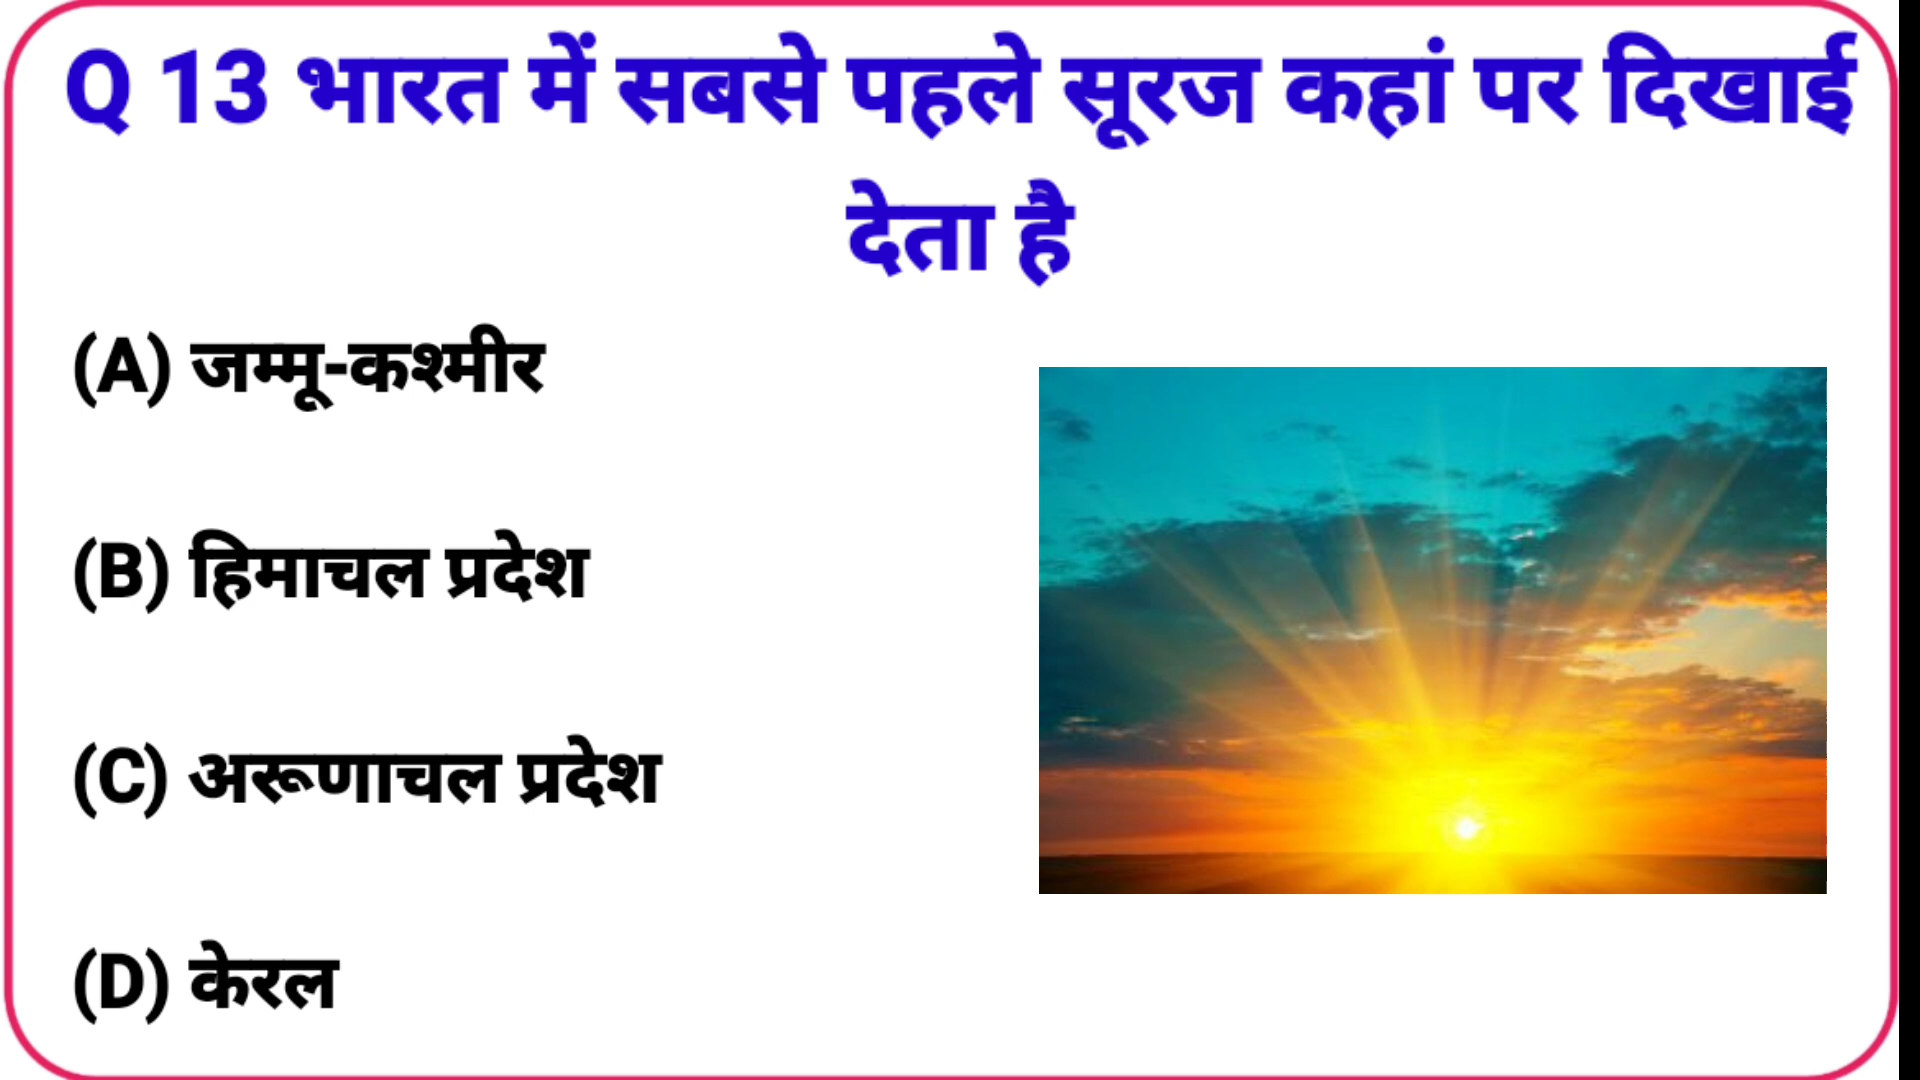 Q 13 भारत में सबसे पहले सूरज कहां पर दिखाई
देता है
(A) जम्मू-कश्मीर
(B) हिमाचल प्रदेश
(C) अरूणाचल प्रदेश
(D) केरल